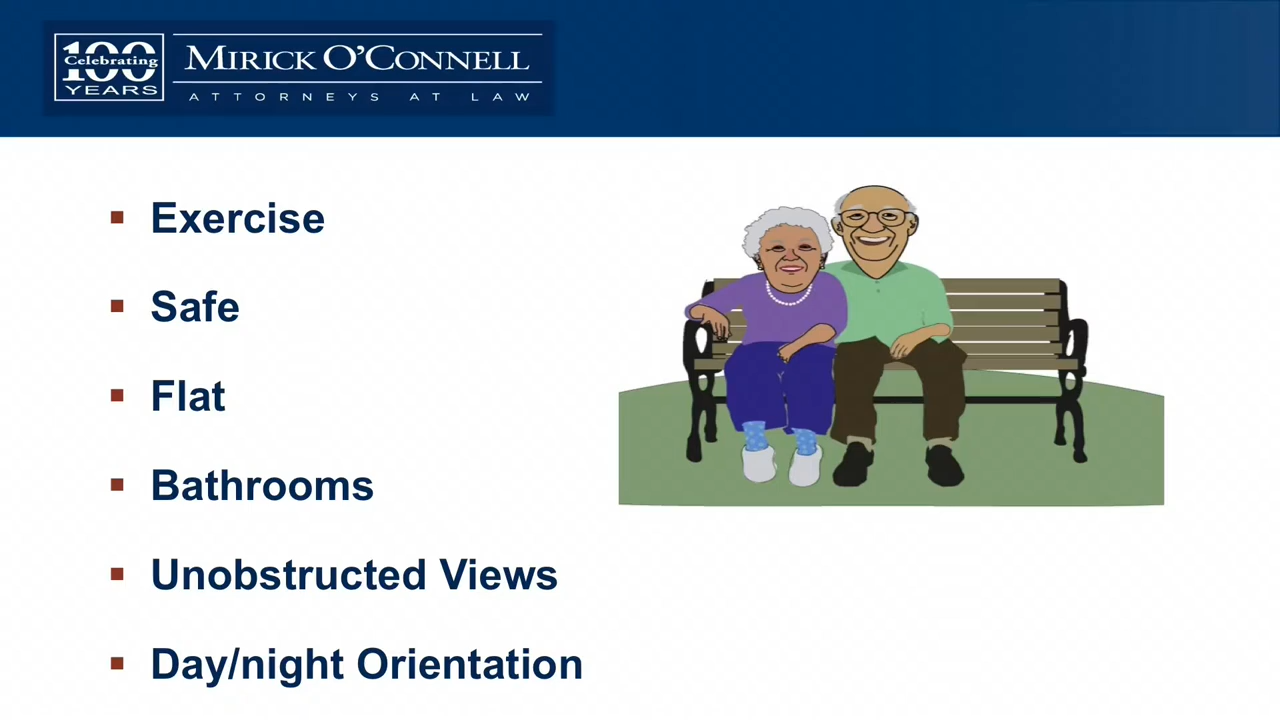 100
Celebrating
YEARS
MIRICK O'CONNELL
ATTORNEYS AT LAW
Exercise
Safe
Flat
Bathrooms
Unobstructed Views
Day/night Orientation